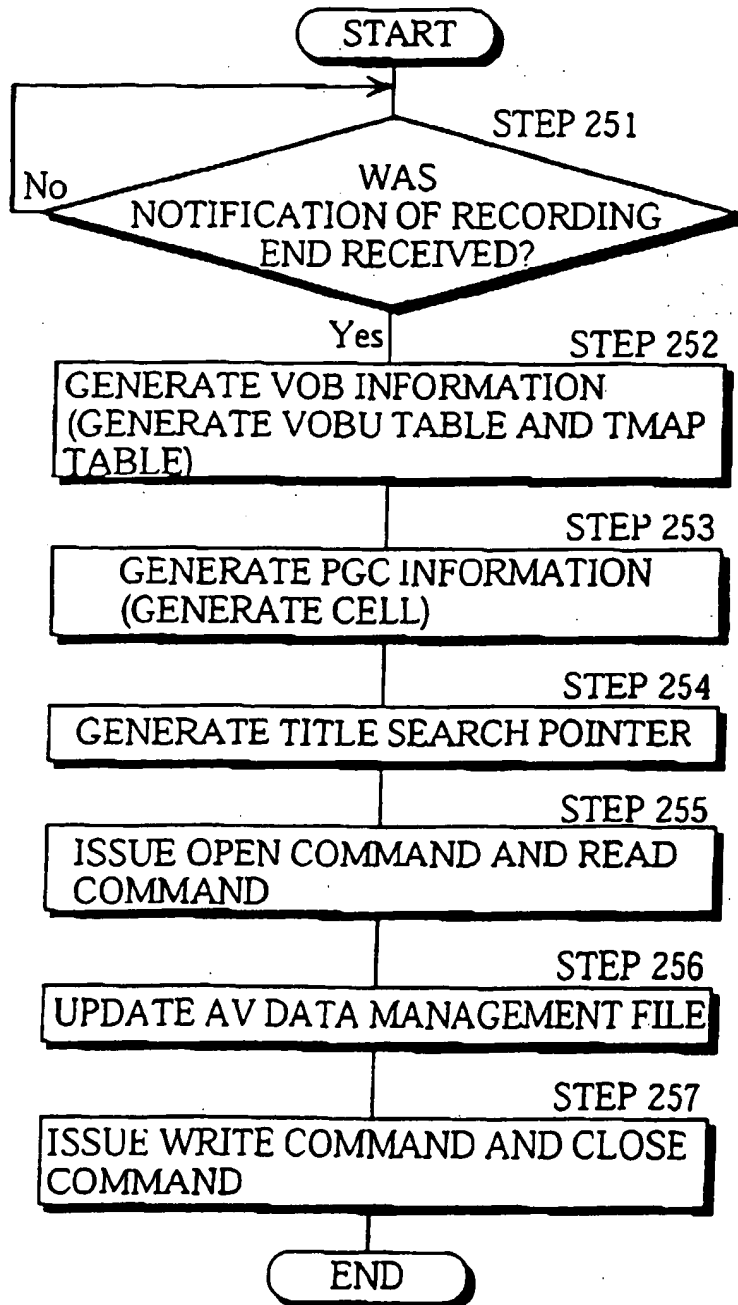 START
STEP 251
No
WAS
NOTIFICATION OF RECORDING
END RECEIVED?
Yes
STEP 252
GENERATE VOB INFORMATION
(GENERATE VOBU TABLE AND TMAP
TABLE)
STEP 253
GENERATE PGC INFORMATION
(GENERATE CELL)
STEP 254
GENERATE TITLE SEARCH POINTER
STEP 255
ISSUE OPEN COMMAND AND READ
COMMAND
STEP 256
UPDATE AV DATA MANAGEMENT FILE
STEP 257
ISSUE WRITE COMMAND AND CLOSE
COMMAND
END